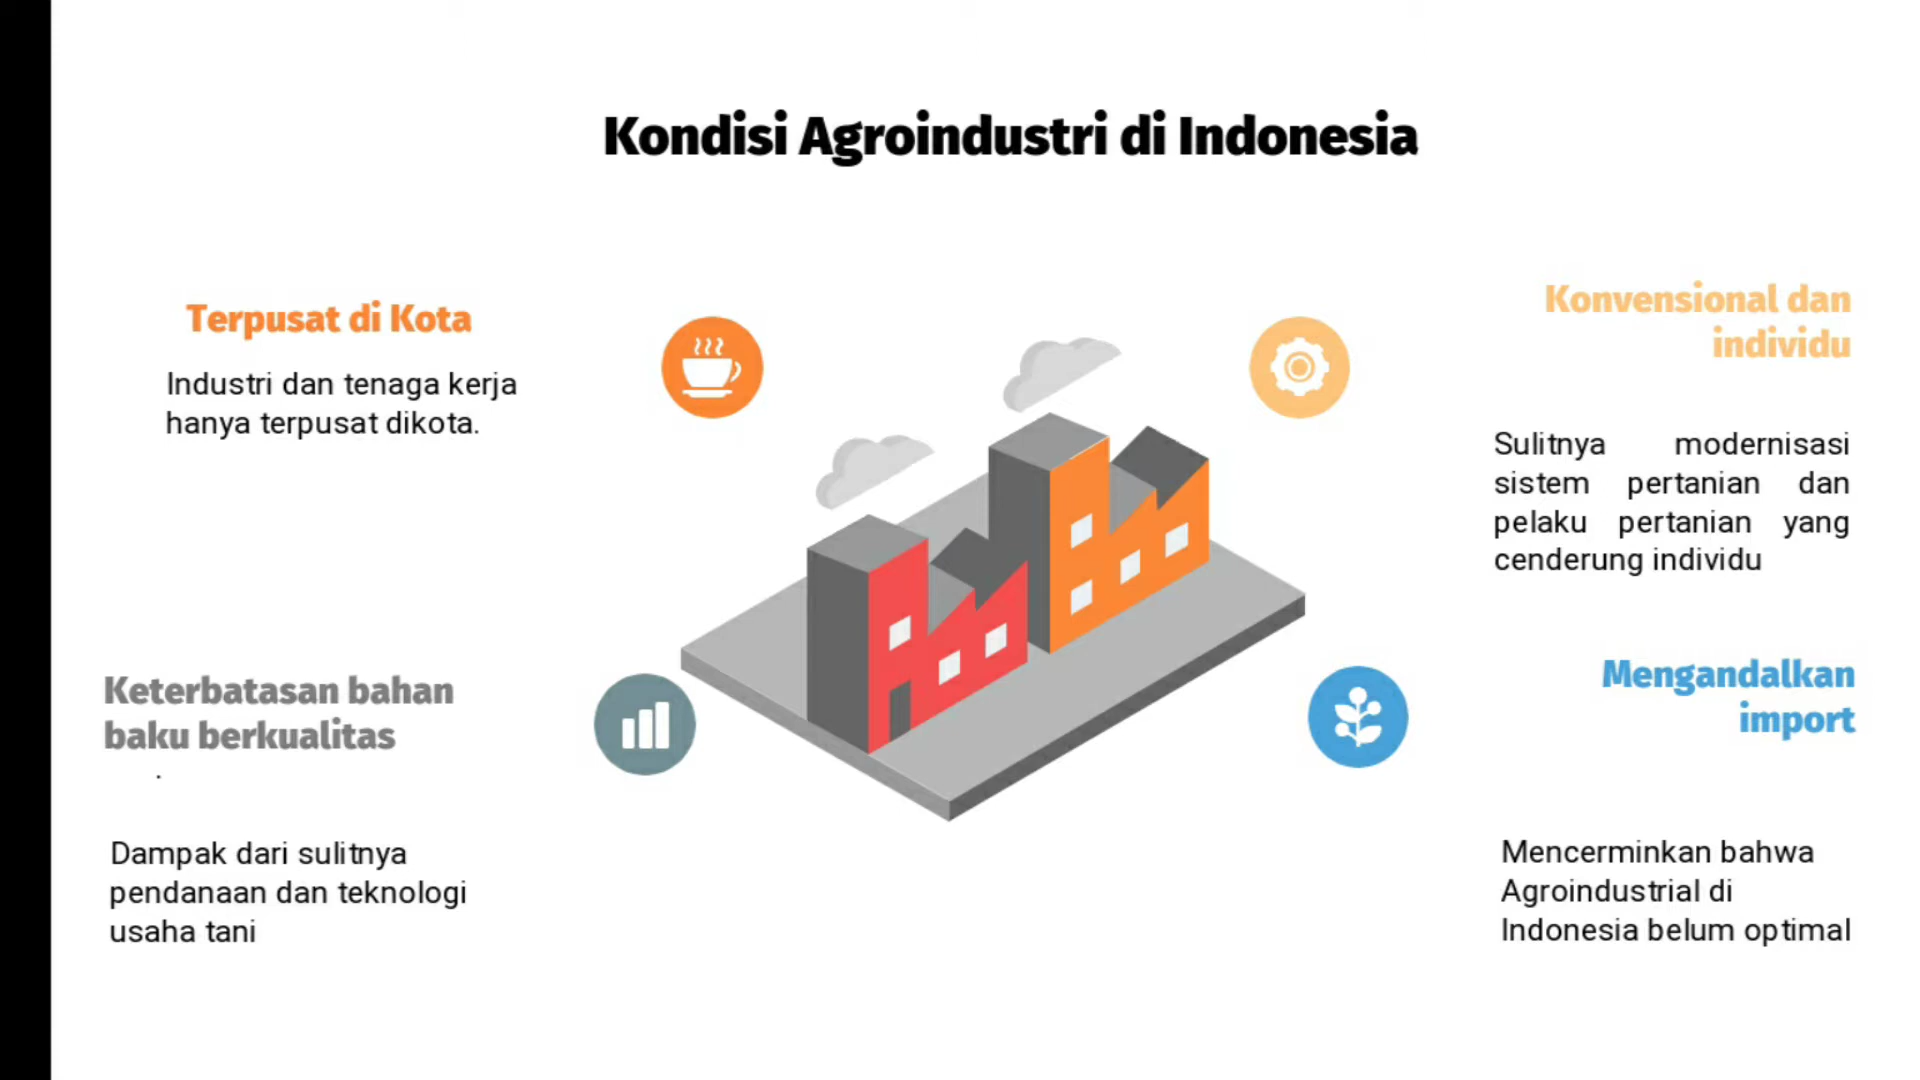 Kondisi Agroindustri di Indonesia
Terpusat di Kota
Industri dan tenaga kerja
hanya terpusat dikota.
Konvensional dan
individu
Sulitnya modernisasi
sistem pertanian dan
pelaku pertanian yang
cenderung individu
Keterbatasan bahan
baku berkualitas
.
Dampak dari sulitnya
pendanaan dan teknologi
usaha tani
Mengandalkan
import
Mencerminkan bahwa
Agroindustrial di
Indonesia belum optimal